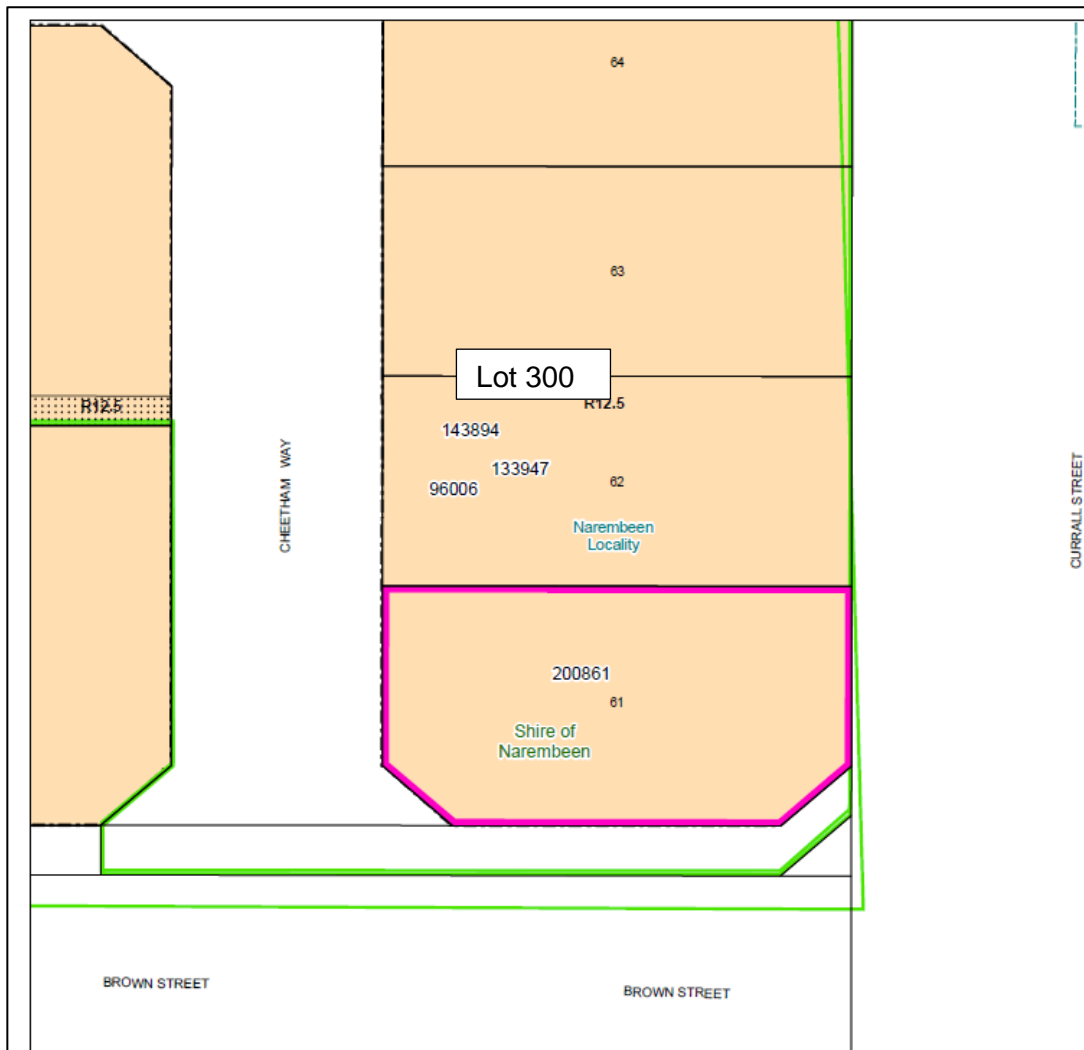 64
63
Lot 300
R12.5
R12.5
143894
133947
96006
62
CHEETHAM WAY
Narembeen
Locality
CURRALL STREET
200861
61
Shire of
Narembeen
BROWN STREET
BROWN STREET